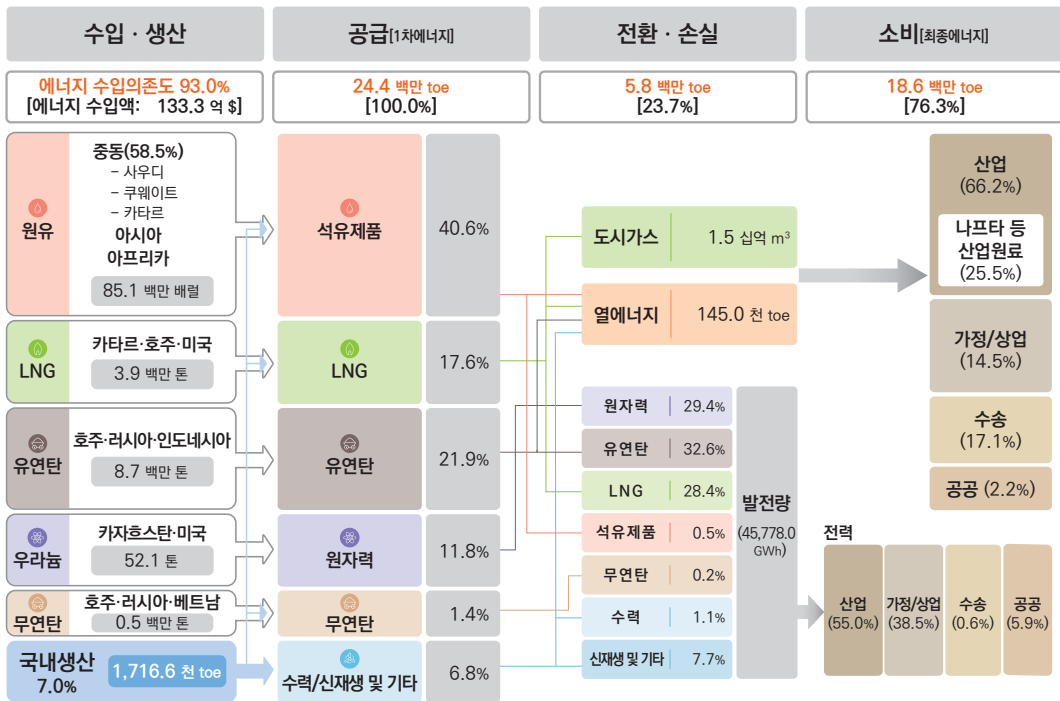 수입 · 생산
공급[1차에너지]
전환 · 손실
소비[최종에너지]
에너지 수입의존도 93.0%
[에너지 수입액: 133.3 억 $]
24.4 백만 toe
[100.0%]
5.8 백만 toe
[23.7%]
18.6 백만 toe
[76.3%]
원유
중동(58.5%)
- 사우디
- 쿠웨이트
- 카타르
아시아
아프리카
85.1 백만 배럴
LNG
카타르·호주·미국
3.9 백만 톤
유연탄
호주·러시아·인도네시아
8.7 백만 톤
우라늄
카자흐스탄·미국
52.1 톤
무연탄
호주·러시아·베트남
0.5 백만 톤
국내생산
7.0%
1,716.6 천 toe
석유제품
40.6%
LNG
17.6%
유연탄
21.9%
원자력
11.8%
무연탄
1.4%
수력/신재생 및 기타
6.8%
도시가스
1.5 십억 m³
열에너지
145.0 천 toe
원자력 29.4%
유연탄 32.6%
LNG 28.4%
석유제품 0.5%
무연탄 0.2%
수력 1.1%
신재생 및 기타 7.7%
발전량
(45,778.0
GWh)
산업
(66.2%)
나프타 등
산업원료
(25.5%)
가정/상업
(14.5%)
수송
(17.1%)
공공 (2.2%)
전력
산업
(55.0%)
가정/상업
(38.5%)
수송
(0.6%)
공공
(5.9%)